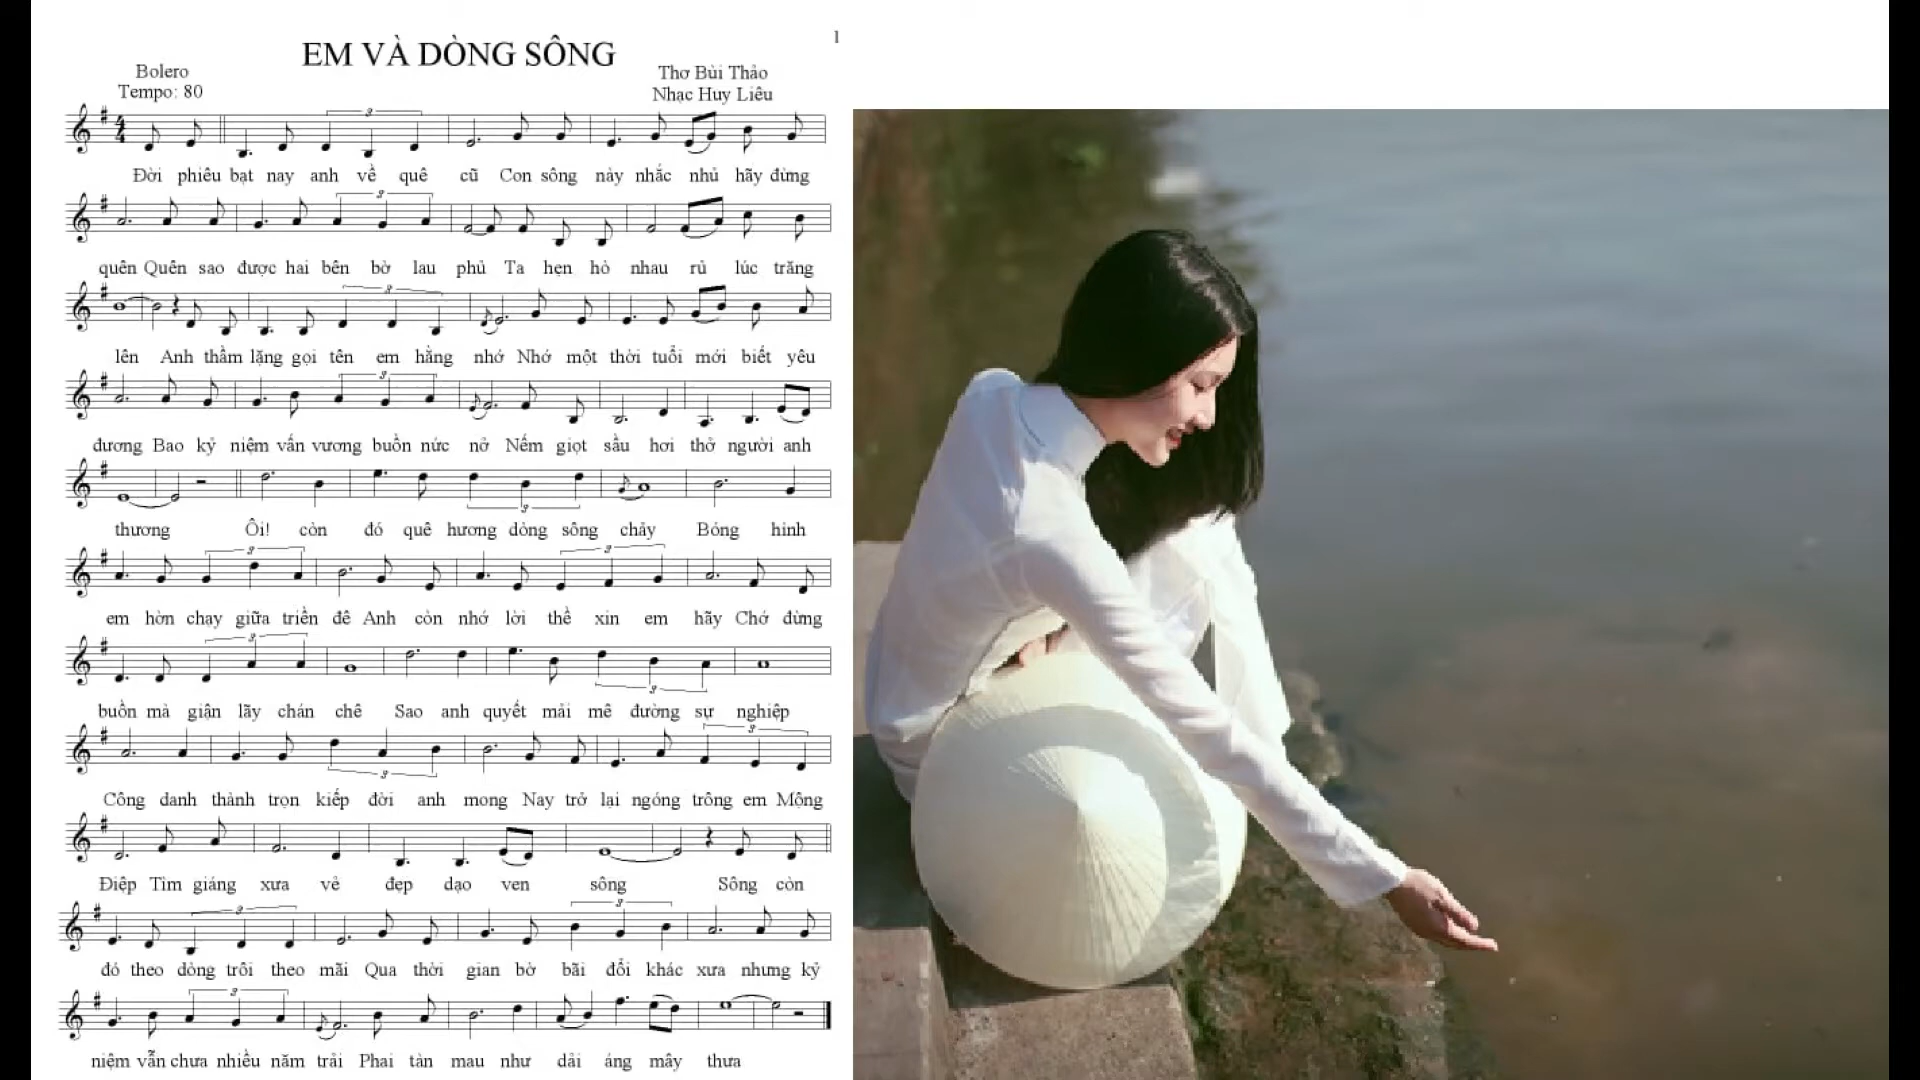 1
EM VÀ DÒNG SÔNG
Bolero
Tempo: 80
Thơ Bùi Thảo
Nhạc Huy Liêu
Đời phiêu bạt nay anh về quê cũ Con sông này nhắc nhủ hãy đừng
quên Quên sao được hai bên bờ lau phủ Ta hẹn hò nhau rủ lúc trăng
lên Anh thầm lặng gọi tên em hằng nhớ Nhớ một thời tuổi mới biết yêu
đương Bao kỷ niệm vấn vương buồn nức nở Nếm giọt sầu hơi thở người anh
thương Ôi! còn đó quê hương dòng sông chảy Bóng hình
em hờn chạy giữa triền đê Anh còn nhớ lời thề xin em hãy Chớ đừng
buồn mà giận lẫy chán chê Sao anh quyết mải mê đường sự nghiệp
Công danh thành trọn kiếp đời anh mong Nay trở lại ngóng trông em Mộng
Điệp Tìm giáng xưa vẻ đẹp dạo ven sông Sông còn
đó theo dòng trôi theo mãi Qua thời gian bờ bãi đổi khác xưa nhưng kỷ
niệm vẫn chưa nhiều năm trải Phai tàn mau như dải áng mây thưa